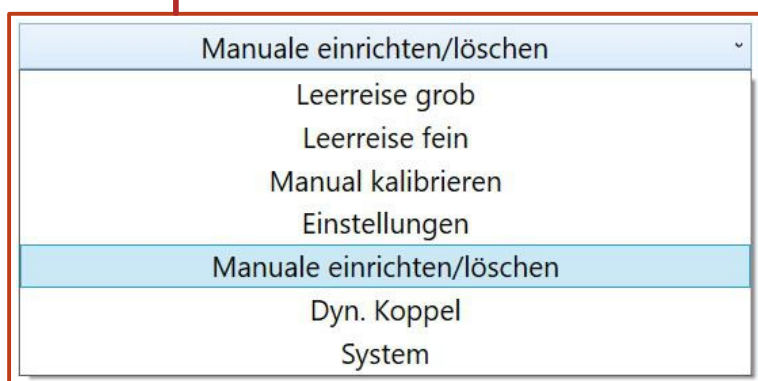 Manuale einrichten/löschen
Leerreise grob
Leerreise fein
Manual kalibrieren
Einstellungen
Manuale einrichten/löschen
Dyn. Koppel
System